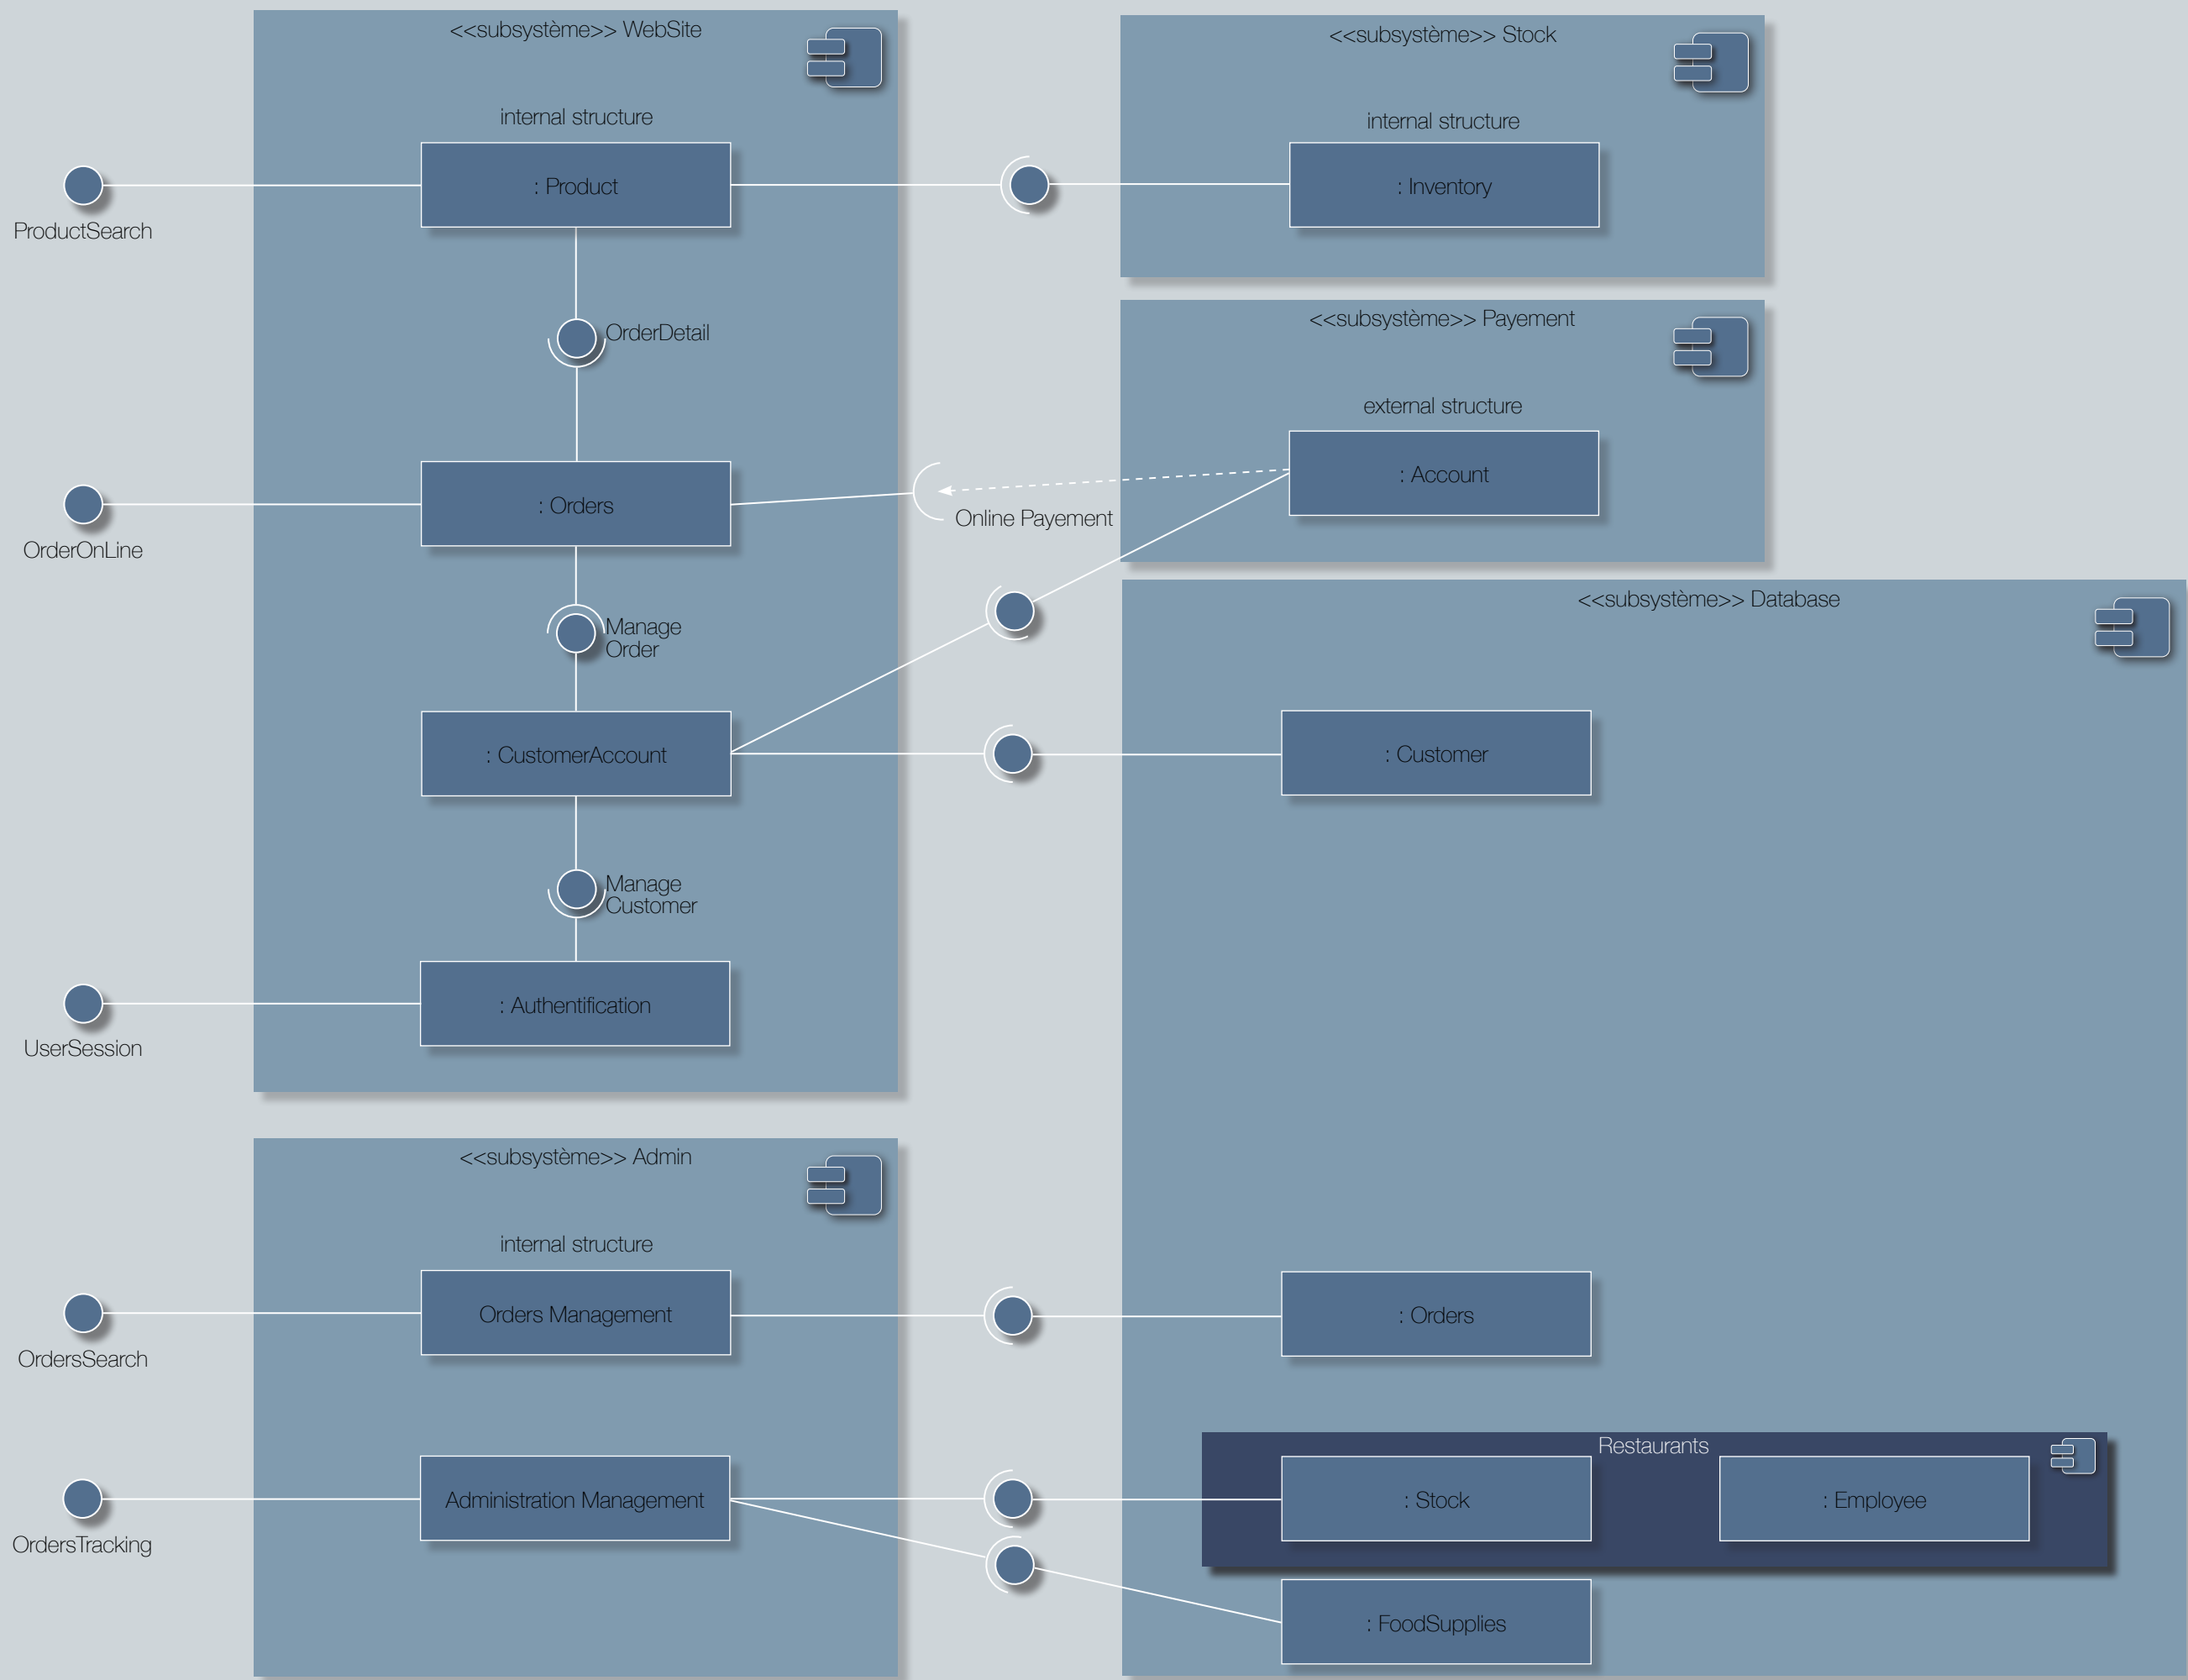 <<subsystème>> WebSite
internal structure
: Product
ProductSearch
OrderDetail
: Orders
OrderOnLine
Manage
Order
: CustomerAccount
Manage
Customer
: Authentification
UserSession
<<subsystème>> Stock
internal structure
: Inventory
<<subsystème>> Payement
external structure
: Account
Online Payement
<<subsystème>> Database
: Customer
<<subsystème>> Admin
internal structure
Orders Management
OrdersSearch
: Orders
Administration Management
OrdersTracking
Restaurants
: Stock
: Employee
: FoodSupplies